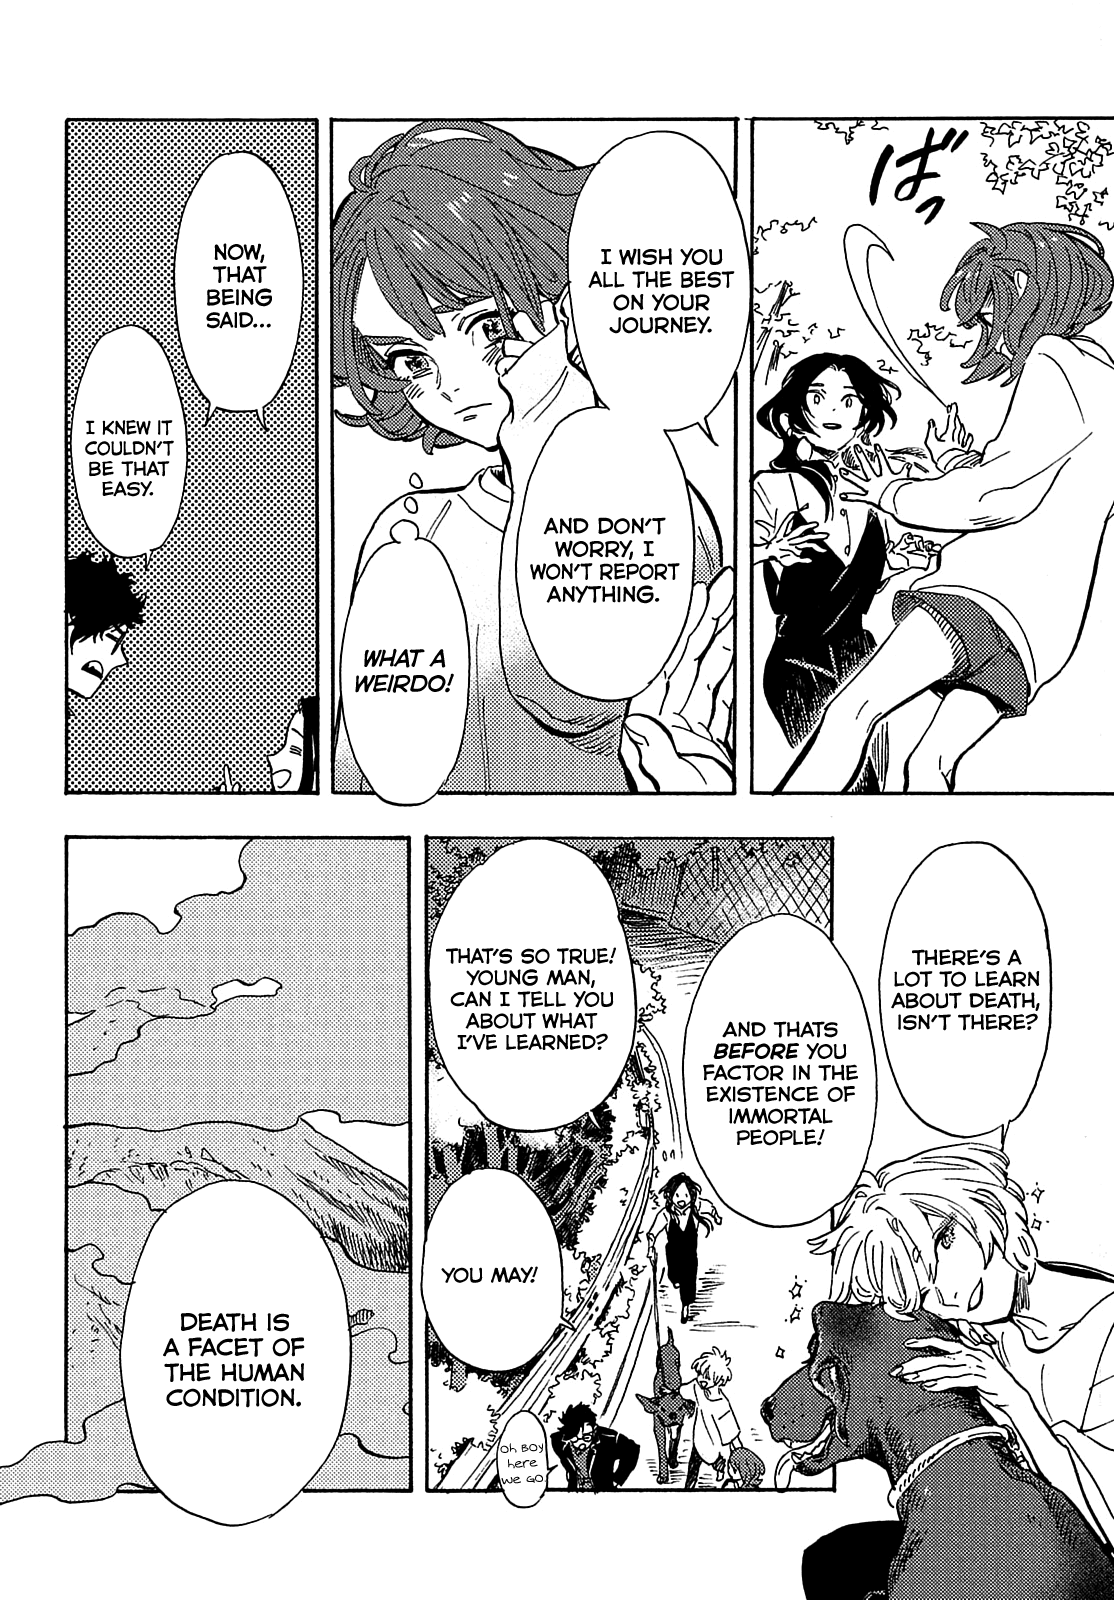 ばっ
I WISH YOU
ALL THE BEST
ON YOUR
JOURNEY.
AND DON'T
WORRY, I
WON'T REPORT
ANYTHING.
WHAT A
WEIRDO!
NOW,
THAT
BEING
SAID...
I KNEW IT
COULDN'T
BE THAT
EASY.
THERE'S A
LOT TO LEARN
ABOUT DEATH,
ISN'T THERE?
AND THATS
BEFORE YOU
FACTOR IN THE
EXISTENCE OF
IMMORTAL
PEOPLE!
THAT'S SO TRUE!
YOUNG MAN,
CAN I TELL YOU
ABOUT WHAT
I'VE LEARNED?
YOU MAY!
Oh BOY
here
we GO
DEATH IS
A FACET OF
THE HUMAN
CONDITION.